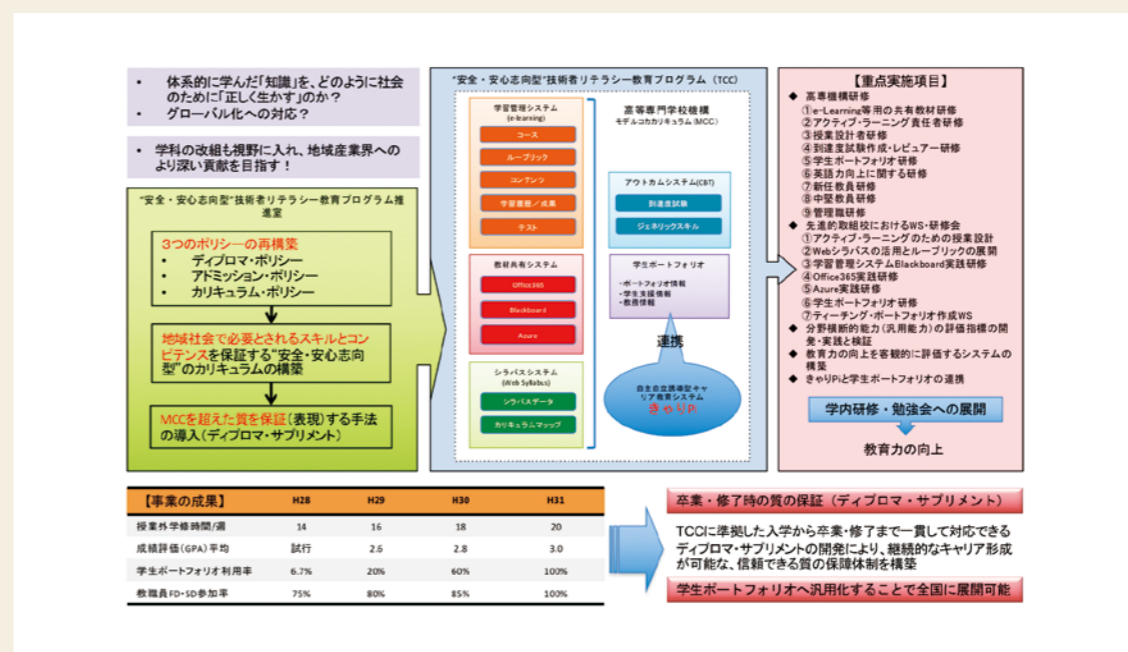 • 体系的に学んだ「知識」を、どのように社会
のために「正しく生かす」のか？
• グローバル化への対応？
• 学科の改組も視野に入れ、地域産業界への
より深い貢献を目指す！
“安全・安心志向型”技術者リテラシー教育プログラム推
進室
3つのポリシーの再構築
• ディプロマ・ポリシー
• アドミッション・ポリシー
• カリキュラム・ポリシー
地域社会で必要とされるスキルとコン
ピテンスを保証する“安全・安心志向
型”のカリキュラムの構築
MCCを超えた質を保証（表現）する手法
の導入（ディプロマ・サプリメント）
“安全・安心志向型”技術者リテラシー教育プログラム（TCC）
学習管理システム
(e-learning)
コース
ルーブリック
コンテンツ
学習履歴／成果
テスト
教材共有システム
Office365
Blackboard
Azure
シラバスシステム
(Web Syllabus)
シラバスデータ
カリキュラムマップ
高等専門学校機構
モデルコアカリキュラム（MCC）
アウトカムシステム(CBT)
到達度試験
ジェネリックスキル
学生ポートフォリオ
・ポートフォリオ情報
・学生支援情報
・教務情報
連携
自主自立誘導型キャ
リア教育システム
きゃりPi
【重点実施項目】
◆ 高専機構研修
①e-Learning等用の共有教材研修
②アクティブ・ラーニング責任者研修
③授業設計者研修
④到達度試験作成・レビュアー研修
⑤学生ポートフォリオ研修
⑥英語力向上に関する研修
⑦新任教員研修
⑧中堅教員研修
⑨管理職研修
◆ 先進的取組校におけるWS・研修会
①アクティブ・ラーニングのための授業設計
②Webシラバスの活用とルーブリックの展開
③学習管理システムBlackboard実践研修
④Office365実践研修
⑤Azure実践研修
⑥学生ポートフォリオ研修
⑦ティーチング・ポートフォリオ作成WS
◆ 分野横断的能力（汎用能力）の評価指標の開
発・実践と検証
◆ 教育力の向上を客観的に評価するシステムの
構築
◆ きゃりPiと学生ポートフォリオの連携
学内研修・勉強会への展開
教育力の向上
【事業の成果】 H28 H29 H30 H31
授業外学修時間/週 14 16 18 20
成績評価（GPA）平均 試行 2.6 2.8 3.0
学生ポートフォリオ利用率 6.7% 20% 60% 100%
教職員FD・SD参加率 75% 80% 85% 100%
卒業・修了時の質の保証（ディプロマ・サプリメント）
TCCに準拠した入学から卒業・修了まで一貫して対応できる
ディプロマ・サプリメントの開発により、継続的なキャリア形成
が可能な、信頼できる質の保障体制を構築
学生ポートフォリオへ汎用化することで全国に展開可能